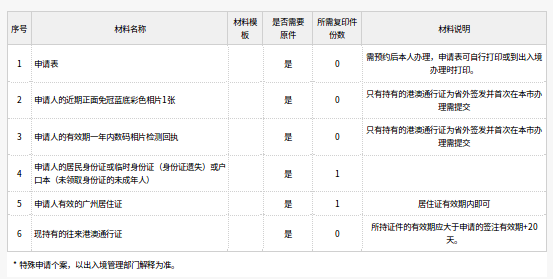 序号 材料名称 材料模板 是否需要原件 所需复印件份数 材料说明
1 申请表 是 0 需预约后本人办理，申请表可自行打印或到出入境办理时打印。
2 申请人的近期正面免冠蓝底彩色相片1张 是 0 只有持有的港澳通行证为省外签发并首次在本市办理需提交
3 申请人的有效期一年内数码相片检测回执 是 0 只有持有的港澳通行证为省外签发并首次在本市办理需提交
4 申请人的居民身份证或临时身份证（身份证遗失）或户口本（未领取身份证的未成年人） 是 1
5 申请人有效的广州居住证 是 1 居住证有效期内即可
6 现持有的往来港澳通行证 是 0 所持证件的有效期应大于申请的签注有效期+20天。
* 特殊申请个案，以出入境管理部门解释为准。